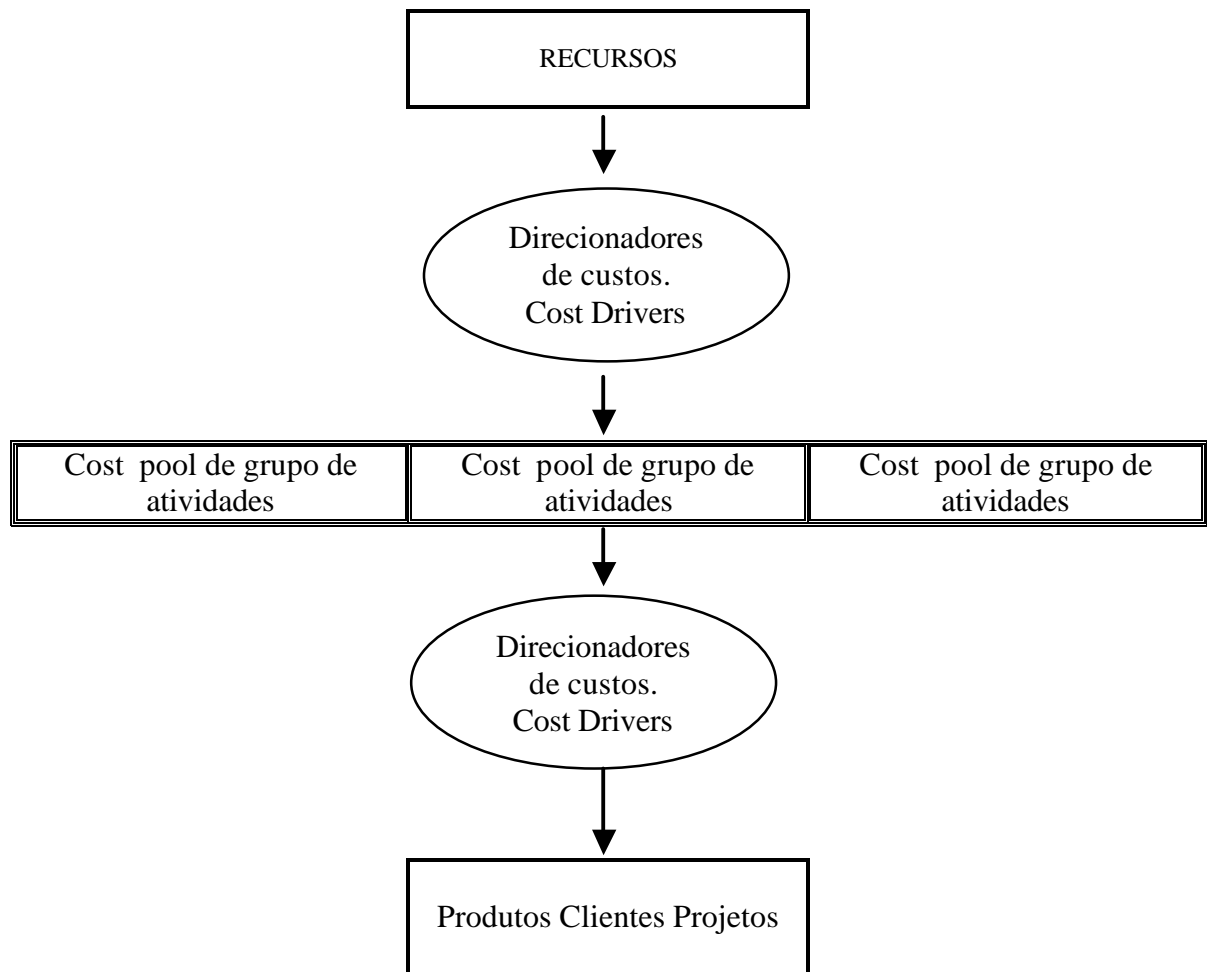 RECURSOS
Direcionadores
de custos.
Cost Drivers
Cost pool de grupo de
atividades
Cost pool de grupo de
atividades
Cost pool de grupo de
atividades
Direcionadores
de custos.
Cost Drivers
Produtos Clientes Projetos